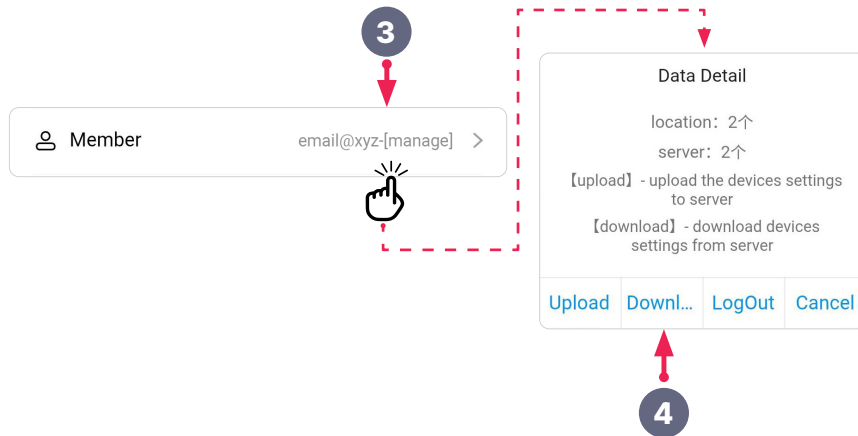 3
Member
email@xyz-[manage]
Data Detail
location：2个
server：2个
【upload】- upload the devices settings
to server
【download】- download devices
settings from server
Upload
Downl...
LogOut
Cancel
4